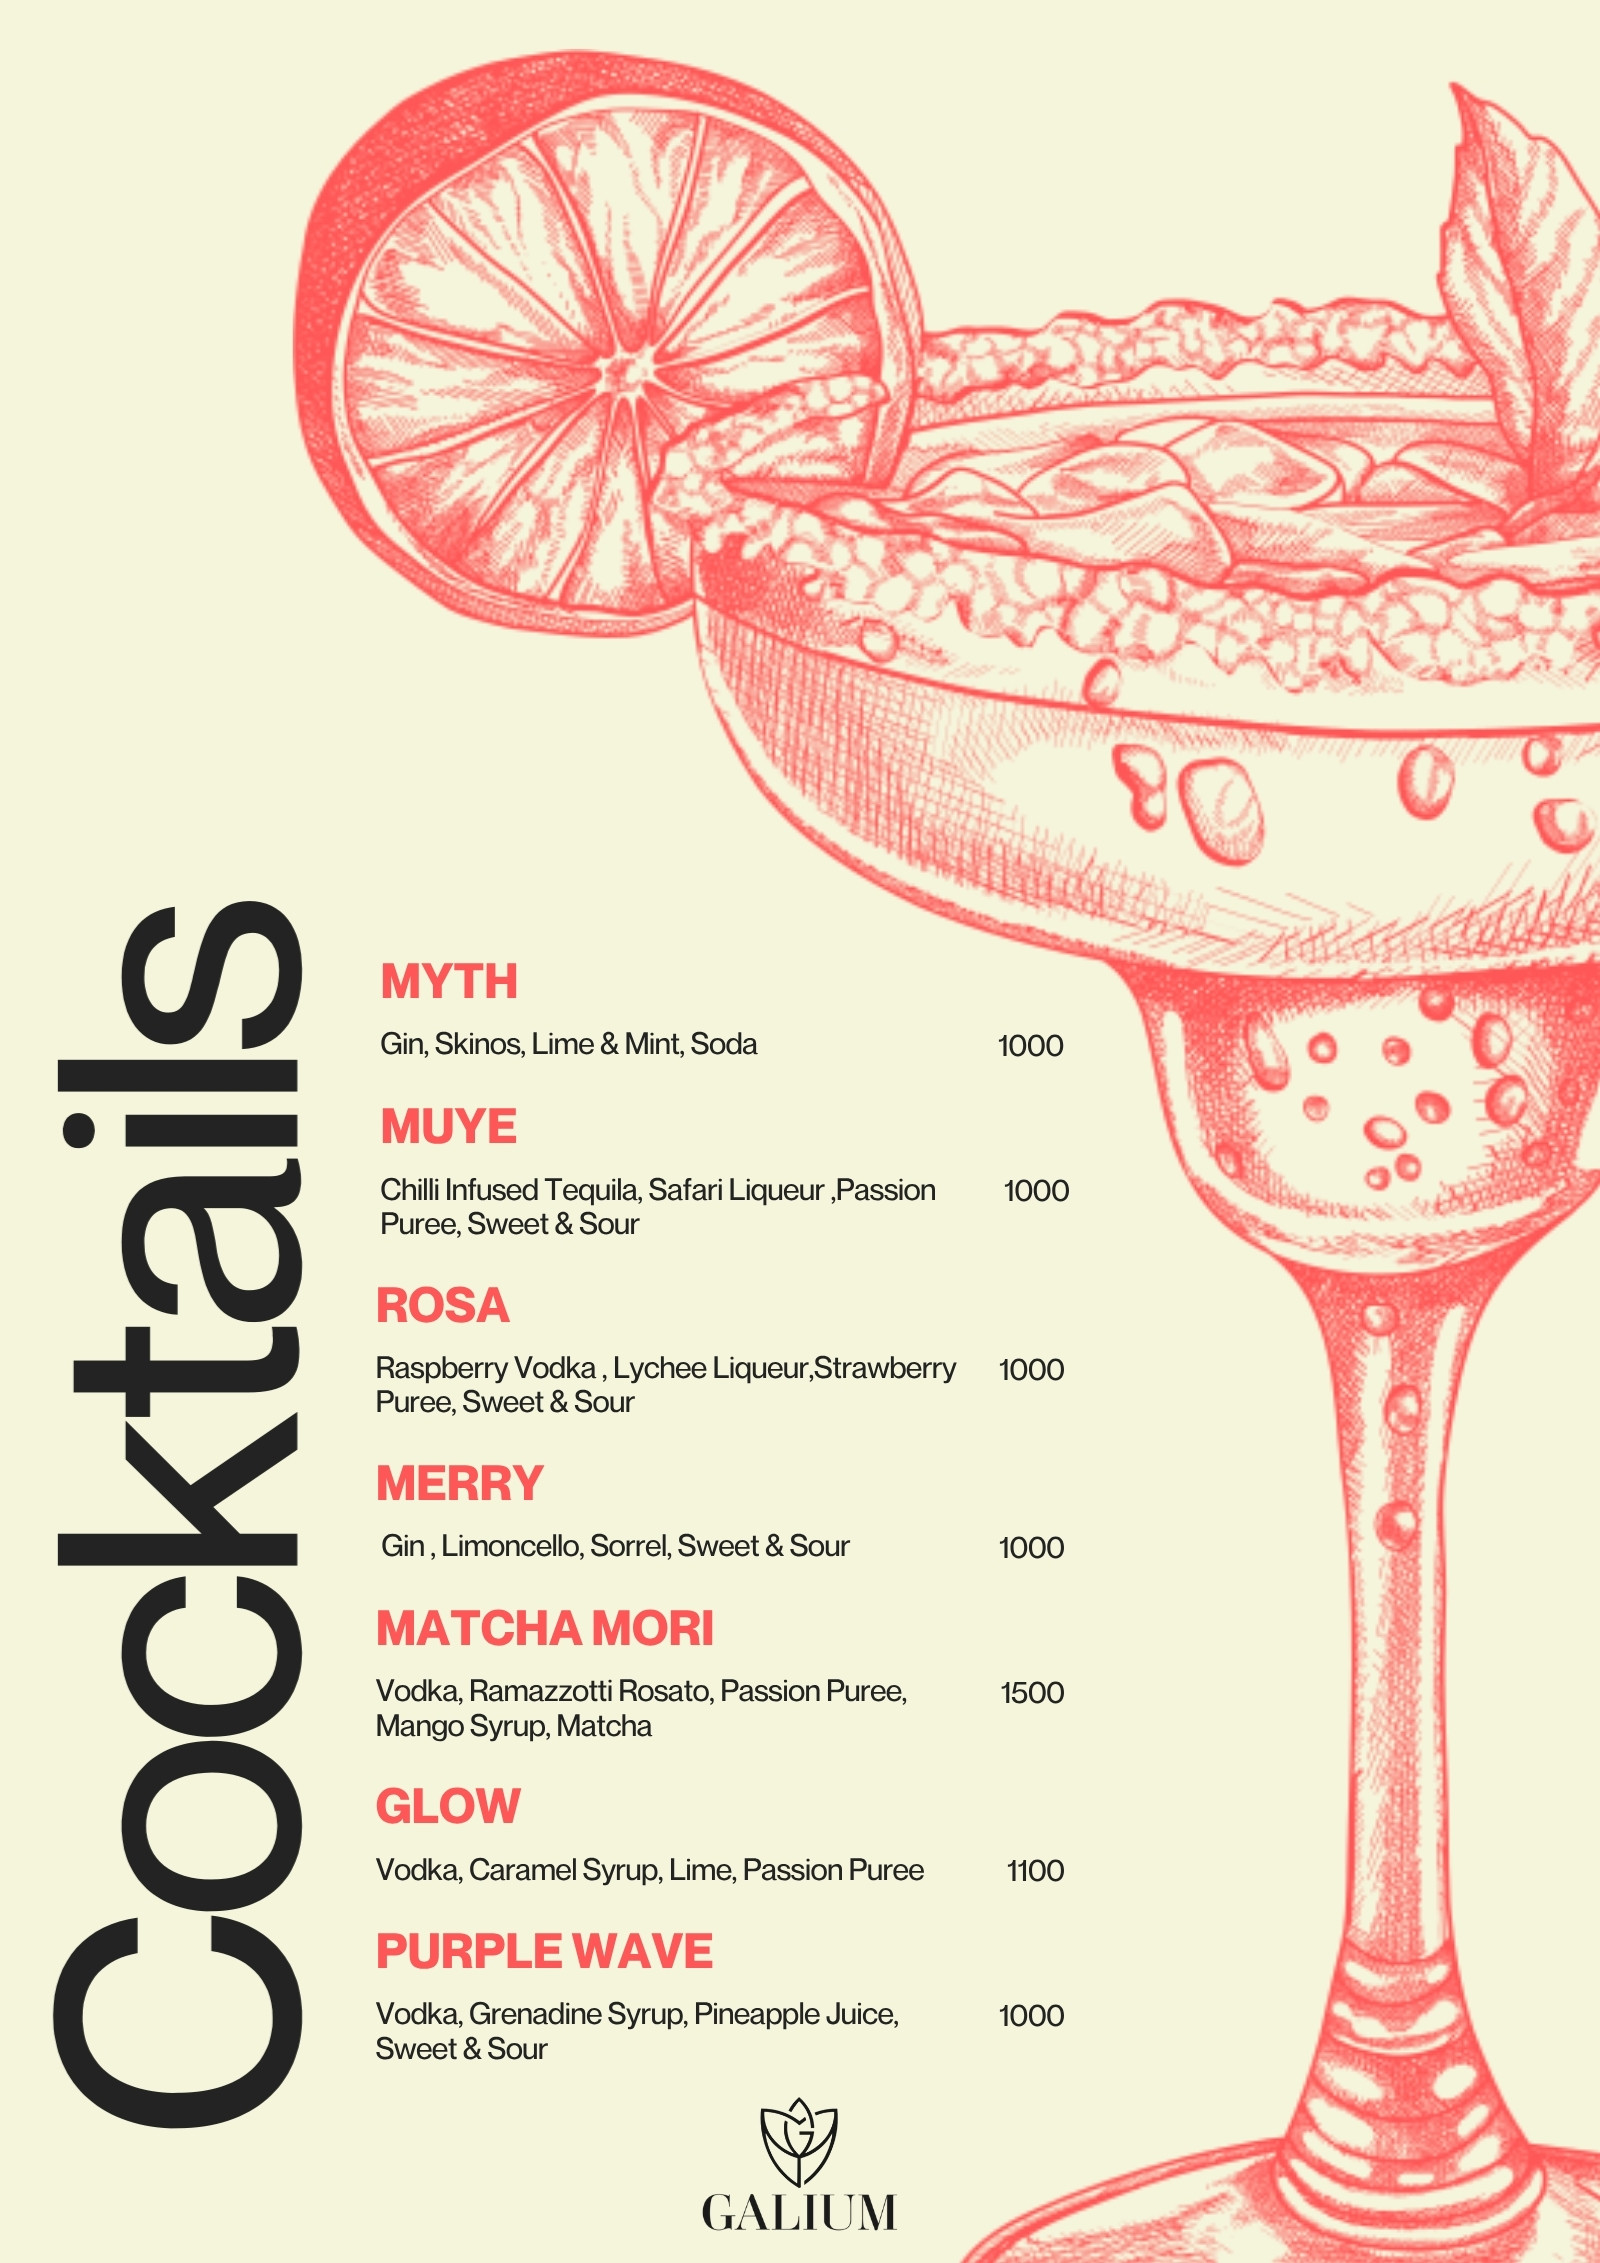 Cocktails
MYTH
Gin, Skinos, Lime & Mint, Soda 1000
MUYE
Chilli Infused Tequila, Safari Liqueur ,Passion 1000
Puree, Sweet & Sour
ROSA
Raspberry Vodka , Lychee Liqueur,Strawberry 1000
Puree, Sweet & Sour
MERRY
Gin , Limoncello, Sorrel, Sweet & Sour 1000
MATCHA MORI
Vodka, Ramazzotti Rosato, Passion Puree, 1500
Mango Syrup, Matcha
GLOW
Vodka, Caramel Syrup, Lime, Passion Puree 1100
PURPLE WAVE
Vodka, Grenadine Syrup, Pineapple Juice, 1000
Sweet & Sour
GALIUM